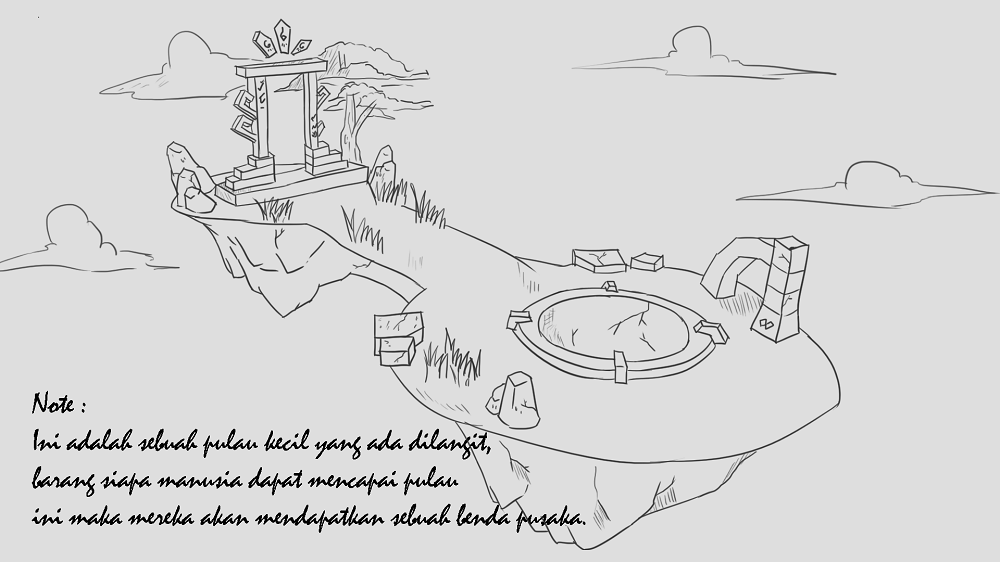 Note :
Ini adalah sebuah pulau kecil yang ada dilangit,
barang siapa manusia dapat mencapai pulau
ini maka mereka akan mendapatkan sebuah benda pusaka.